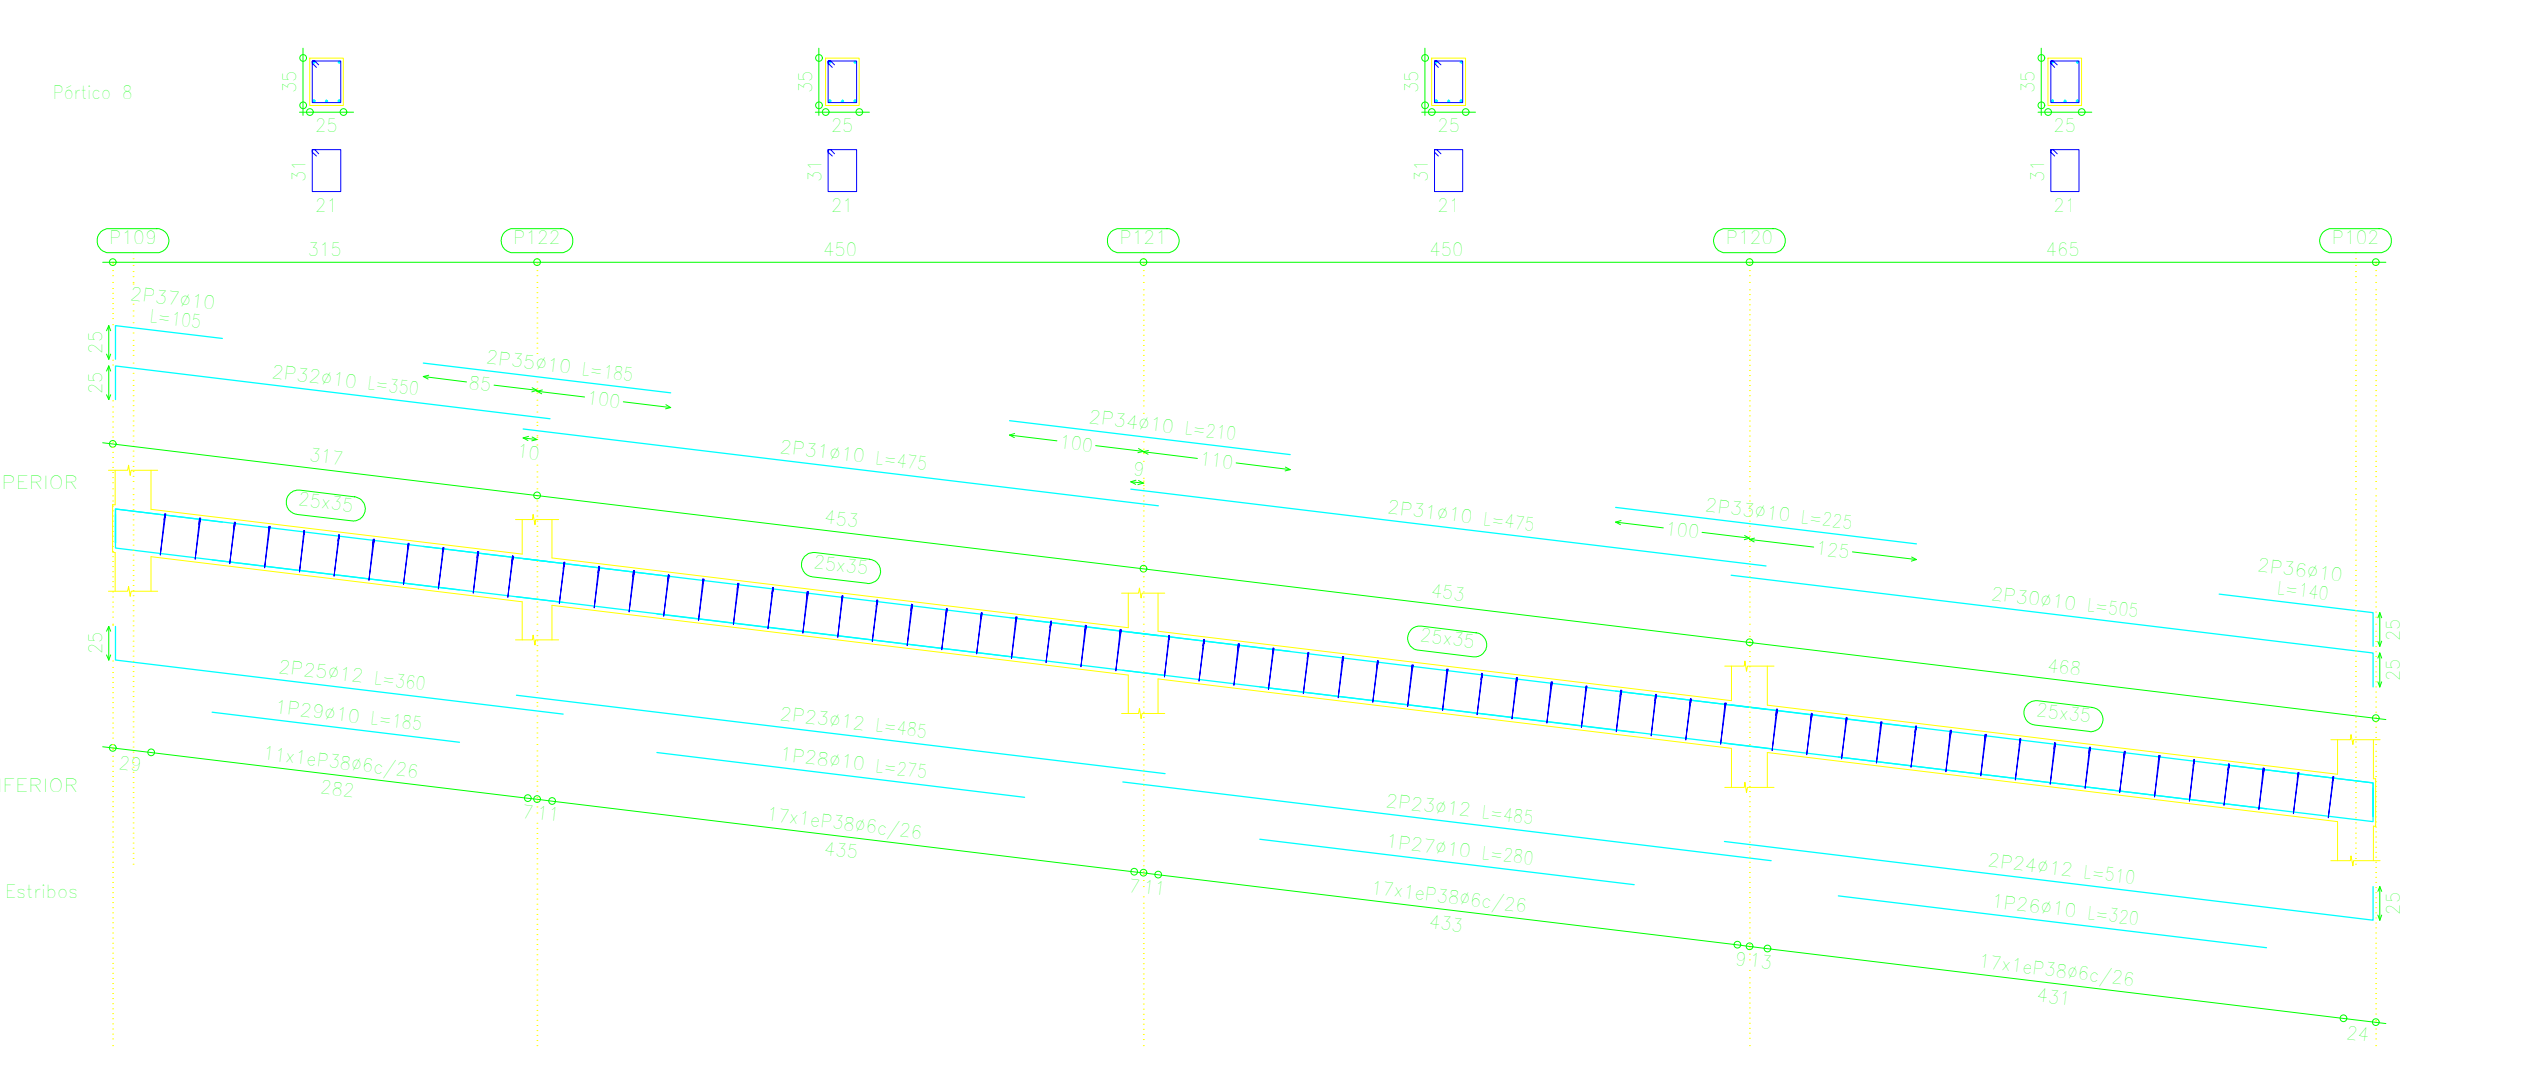 Pórtico 8
35
25
31
21
35
25
31
21
35
25
31
21
35
25
31
21
P109
P122
P121
P120
P102
315
450
450
465
2P37ø10
L=105
25
25
2P32ø10 L=350
2P35ø10 L=185
85
100
10
2P31ø10 L=475
2P34ø10 L=210
100
110
9
2P31ø10 L=475
2P33ø10 L=225
100
125
2P30ø10 L=505
2P36ø10
L=140
25
25
PERIOR
317
453
453
468
25x35
25x35
25x35
25x35
25
2P25ø12 L=360
1P29ø10 L=185
2P23ø12 L=485
1P28ø10 L=275
2P23ø12 L=485
1P27ø10 L=280
2P24ø12 L=510
1P26ø10 L=320
25
FERIOR
Estribos
29
11x1eP38ø6c/26
282
7
11
17x1eP38ø6c/26
435
7
11
17x1eP38ø6c/26
433
9
13
17x1eP38ø6c/26
431
24